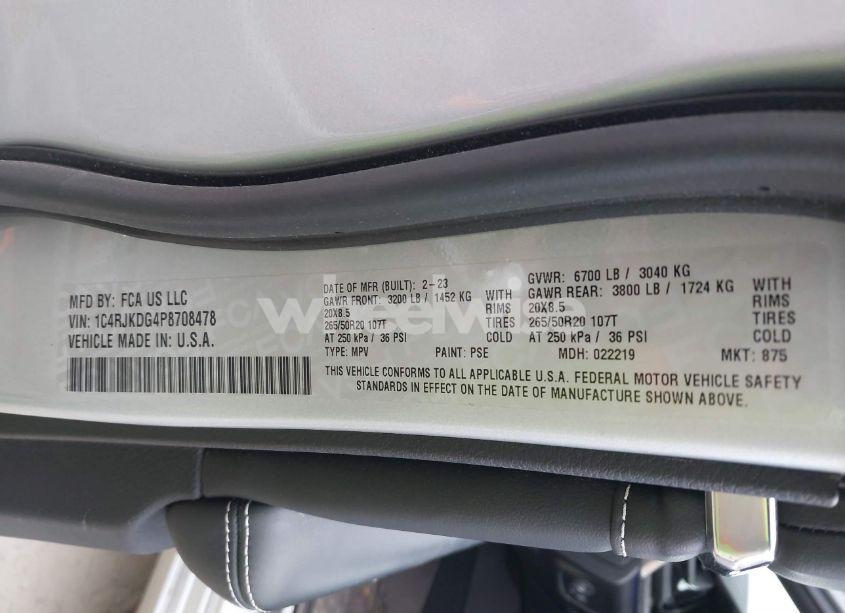 MFD BY: FCA US LLC
VIN: 1C4RJKDG4P8708478
VEHICLE MADE IN: U.S.A.
DATE OF MFR (BUILT): 2-23
GVWR: 6700 LB / 3040 KG
GAWR FRONT: 3200 LB / 1452 KG WITH
20X8.5 RIMS
265/50R20 107T TIRES
AT 250 kPa / 36 PSI COLD
GAWR REAR: 3800 LB / 1724 KG WITH
20X8.5 RIMS
265/50R20 107T TIRES
AT 250 kPa / 36 PSI COLD
TYPE: MPV PAINT: PSE MDH: 022219 MKT: 875
THIS VEHICLE CONFORMS TO ALL APPLICABLE U.S.A. FEDERAL MOTOR VEHICLE SAFETY
STANDARDS IN EFFECT ON THE DATE OF MANUFACTURE SHOWN ABOVE.
wheelwise